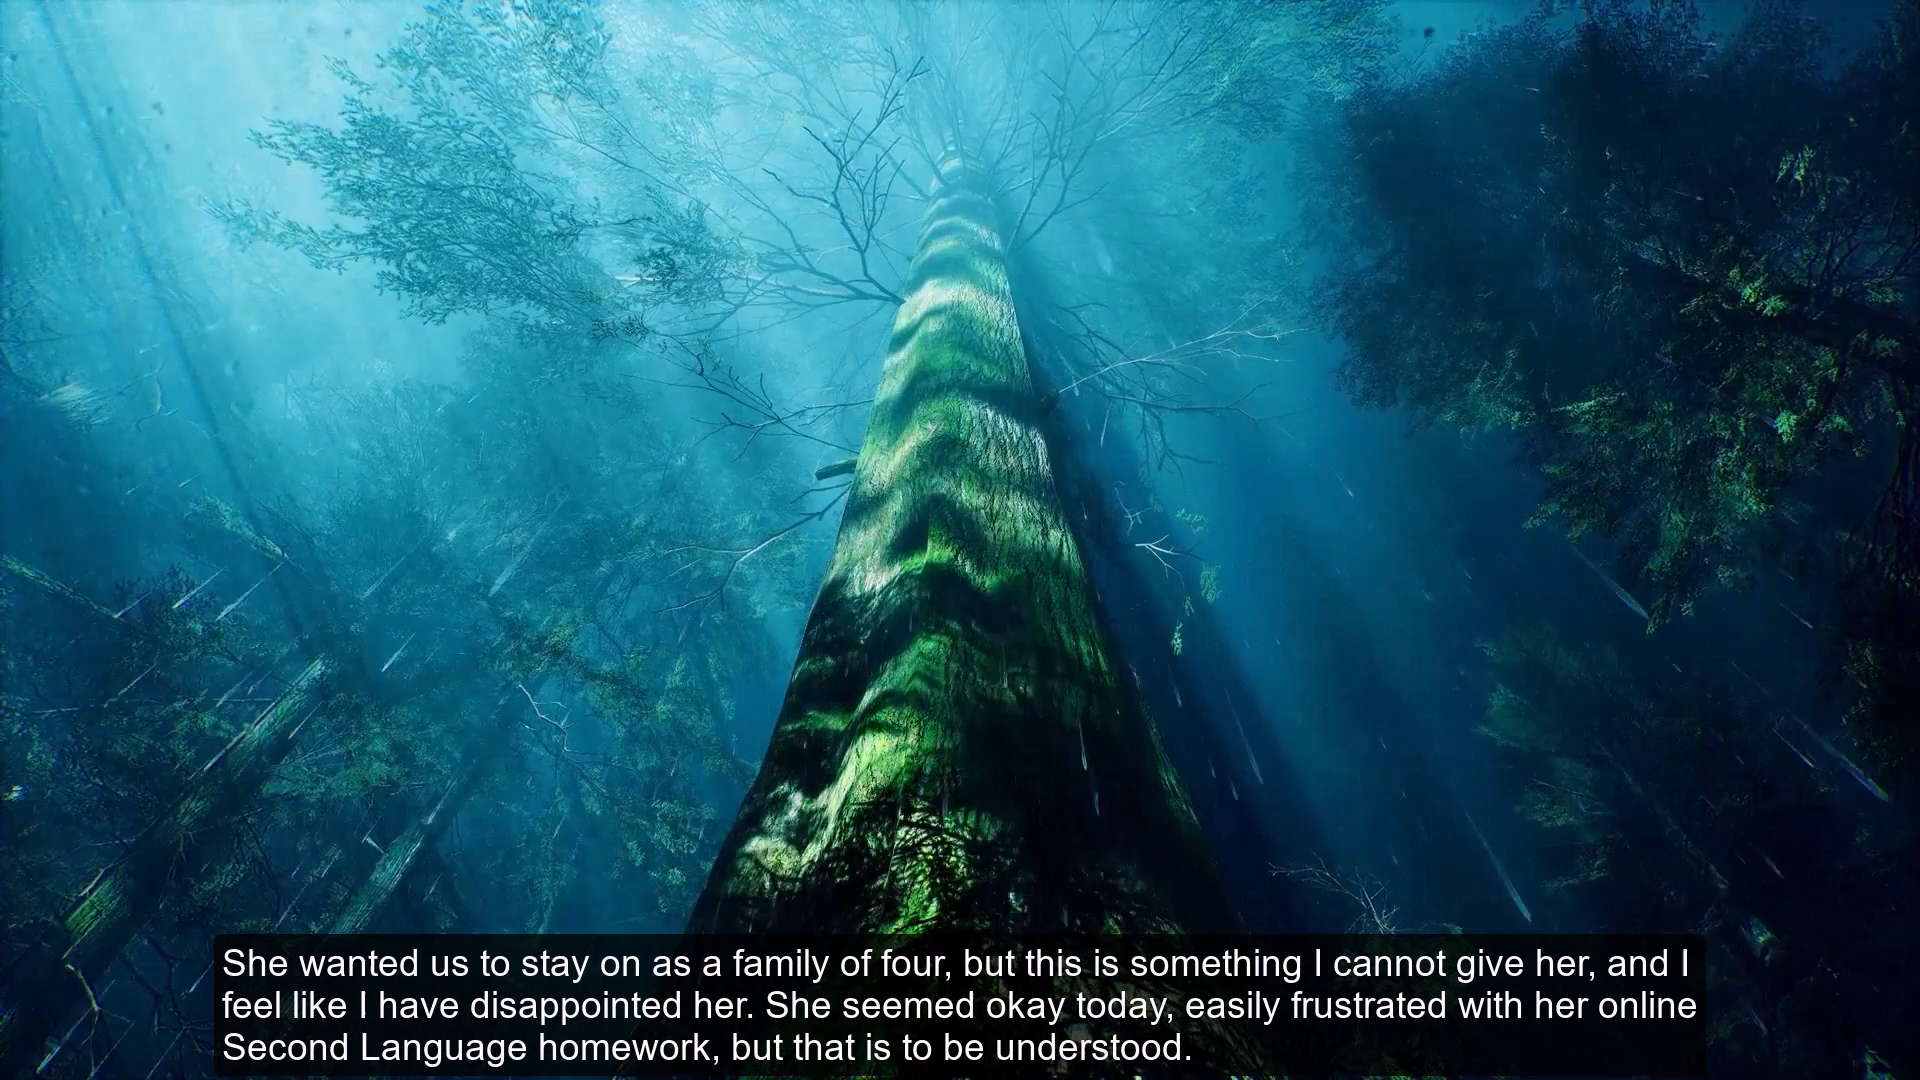 She wanted us to stay on as a family of four, but this is something I cannot give her, and I
feel like I have disappointed her. She seemed okay today, easily frustrated with her online
Second Language homework, but that is to be understood.